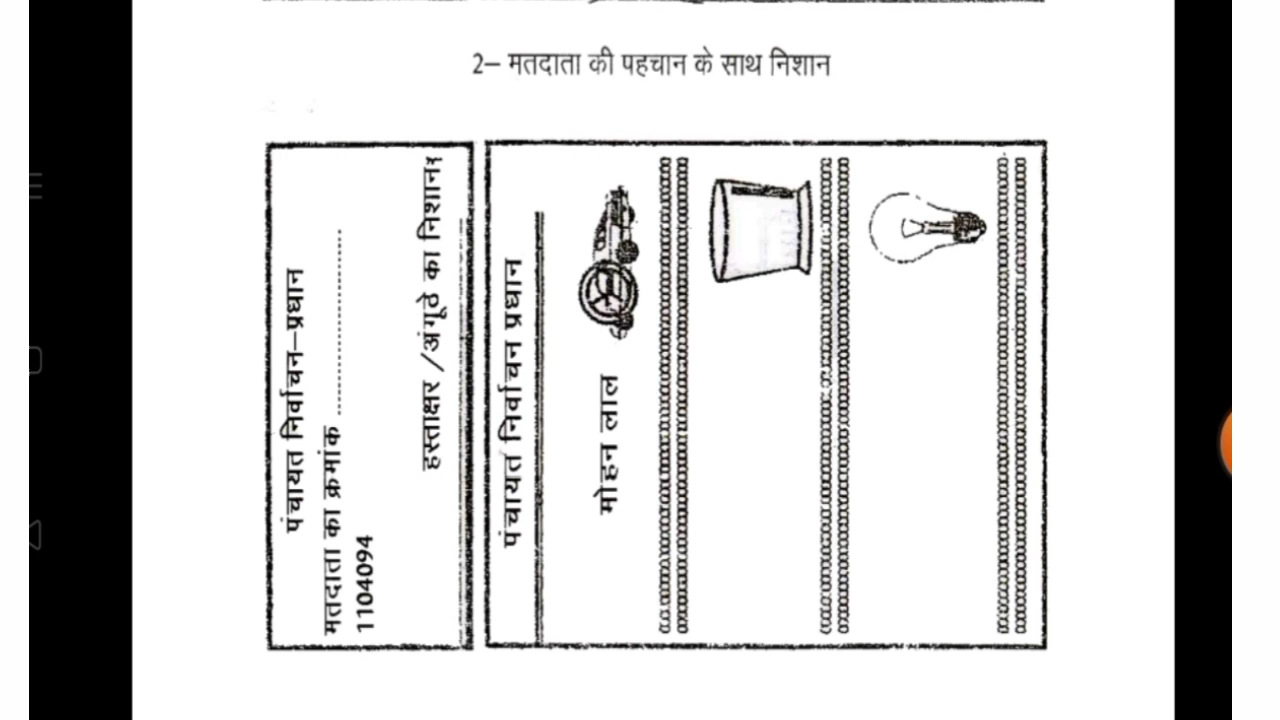 2– मतदाता की पहचान के साथ निशान
पंचायत निर्वाचन–प्रधान
मतदाता का क्रमांक ..............................
1104094
हस्ताक्षर /अंगूठे का निशान
पंचायत निर्वाचन प्रधान
मोहन लाल